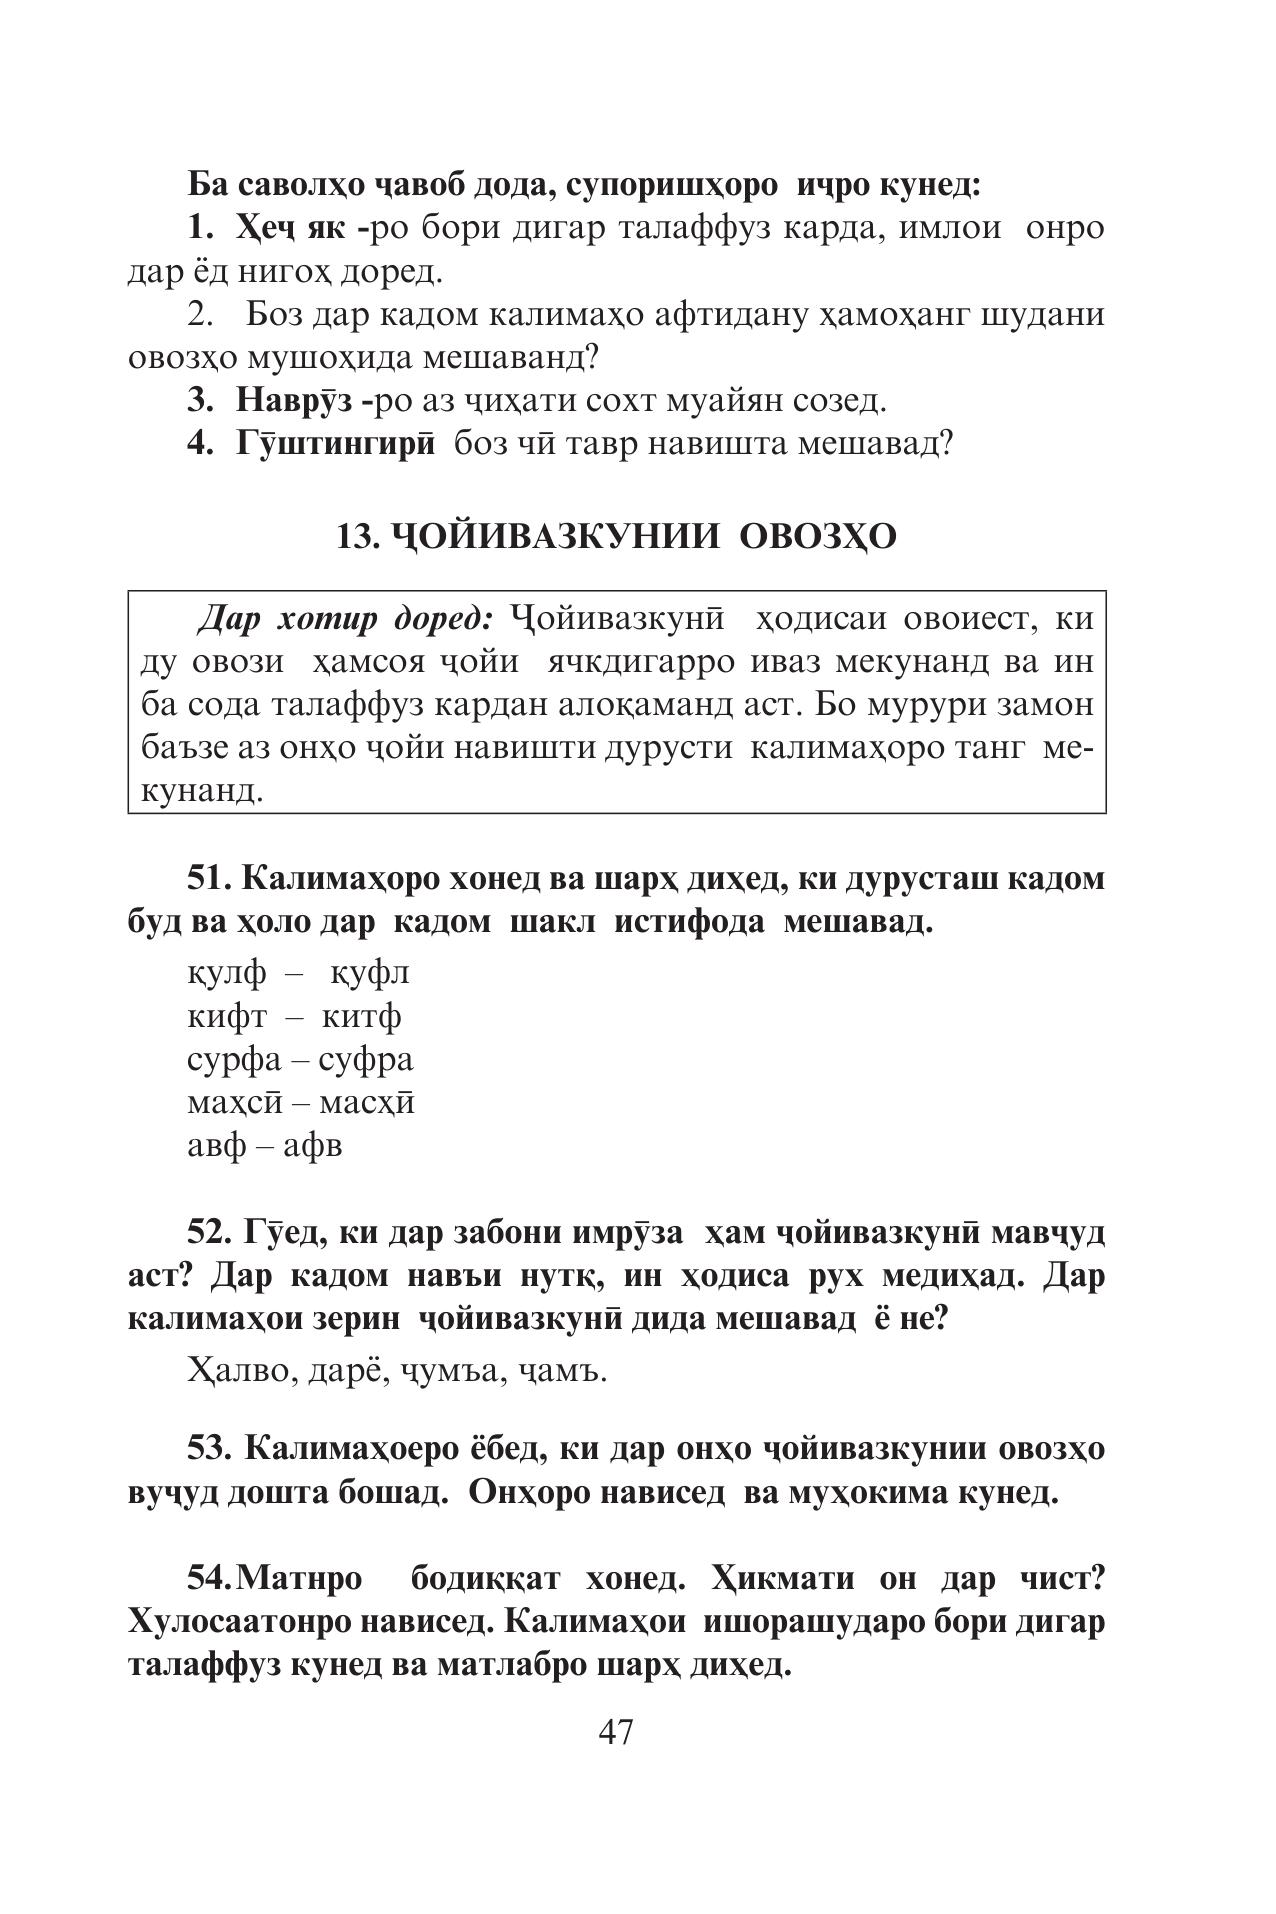 Ба саволҳо ҷавоб дода, супоришҳоро иҷро кунед:
1. Ҳеҷ як -ро бори дигар талаффуз карда, имлои онро
дар ёд нигоҳ доред.
2. Боз дар кадом калимаҳо афтидану ҳамоҳанг шудани
овозҳо мушоҳида мешаванд?
3. Наврӯз -ро аз ҷиҳати сохт муайян созед.
4. Гӯштингирӣ боз чӣ тавр навишта мешавад?
13. ҶОЙИВАЗКУНИИ ОВОЗҲО
Дар хотир доред: Ҷойивазкунӣ ҳодисаи овоиест, ки
ду овози ҳамсоя ҷойи ячкдигарро иваз мекунанд ва ин
ба сода талаффуз кардан алоқаманд аст. Бо мурури замон
баъзе аз онҳо ҷойи навишти дурусти калимаҳоро танг ме-
кунанд.
51. Калимаҳоро хонед ва шарҳ диҳед, ки дурусташ кадом
буд ва ҳоло дар кадом шакл истифода мешавад.
қулф – қуфл
кифт – китф
сурфа – суфра
маҳсӣ – масҳӣ
авф – афв
52. Гӯед, ки дар забони имрӯза ҳам ҷойивазкунӣ мавҷуд
аст? Дар кадом навъи нутқ, ин ҳодиса рух медиҳад. Дар
калимаҳои зерин ҷойивазкунӣ дида мешавад ё не?
Ҳалво, дарё, ҷумъа, ҷамъ.
53. Калимаҳоеро ёбед, ки дар онҳо ҷойивазкунии овозҳо
вуҷуд дошта бошад. Онҳоро нависед ва муҳокима кунед.
54. Матнро бодиққат хонед. Ҳикмати он дар чист?
Хулосаатонро нависед. Калимаҳои ишорашударо бори дигар
талаффуз кунед ва матлабро шарҳ диҳед.
47